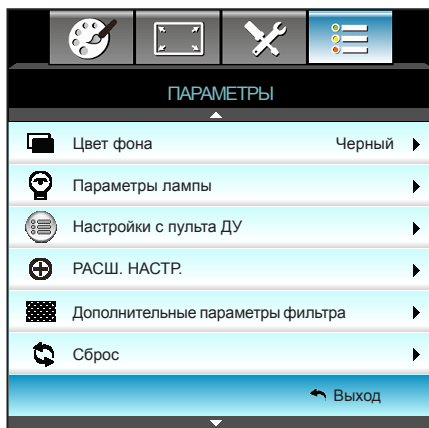 ПАРАМЕТРЫ
Цвет фона Черный
Параметры лампы
Настройки с пульта ДУ
РАСШ. НАСТР.
Дополнительные параметры фильтра
Сброс
Выход